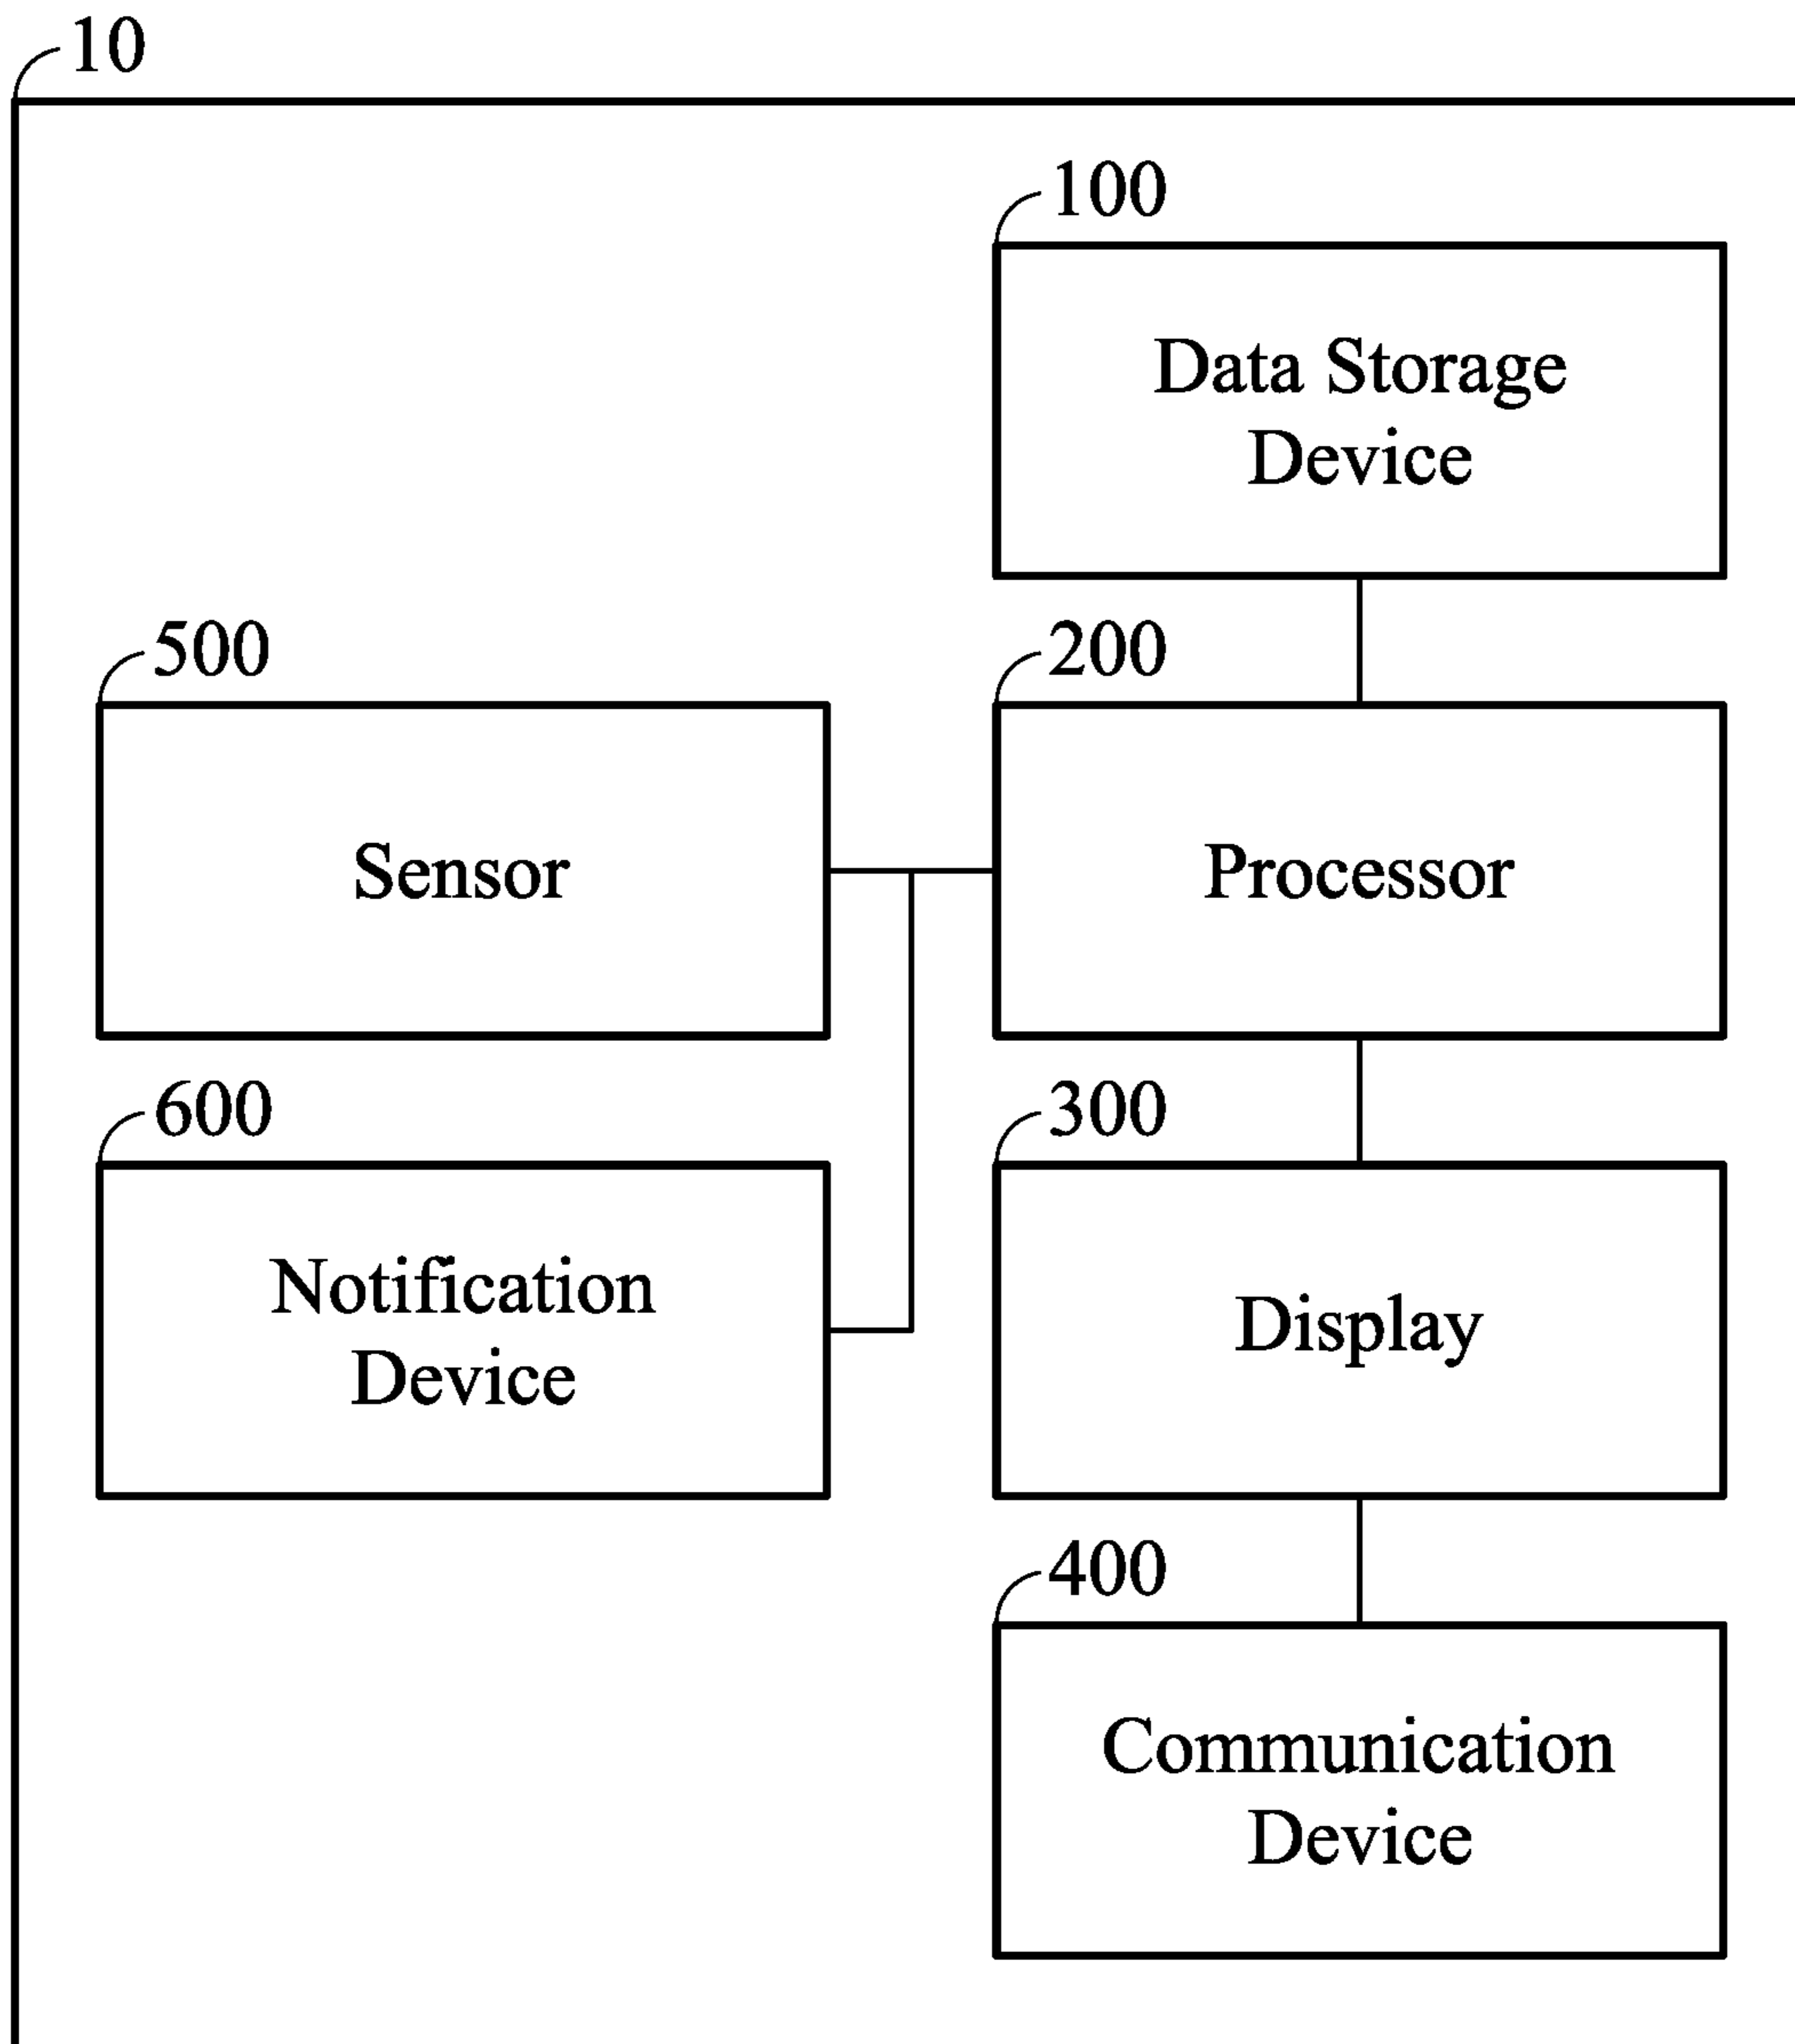 10
100
Data Storage
Device
500
200
Sensor
Processor
600
300
Notification
Device
Display
400
Communication
Device